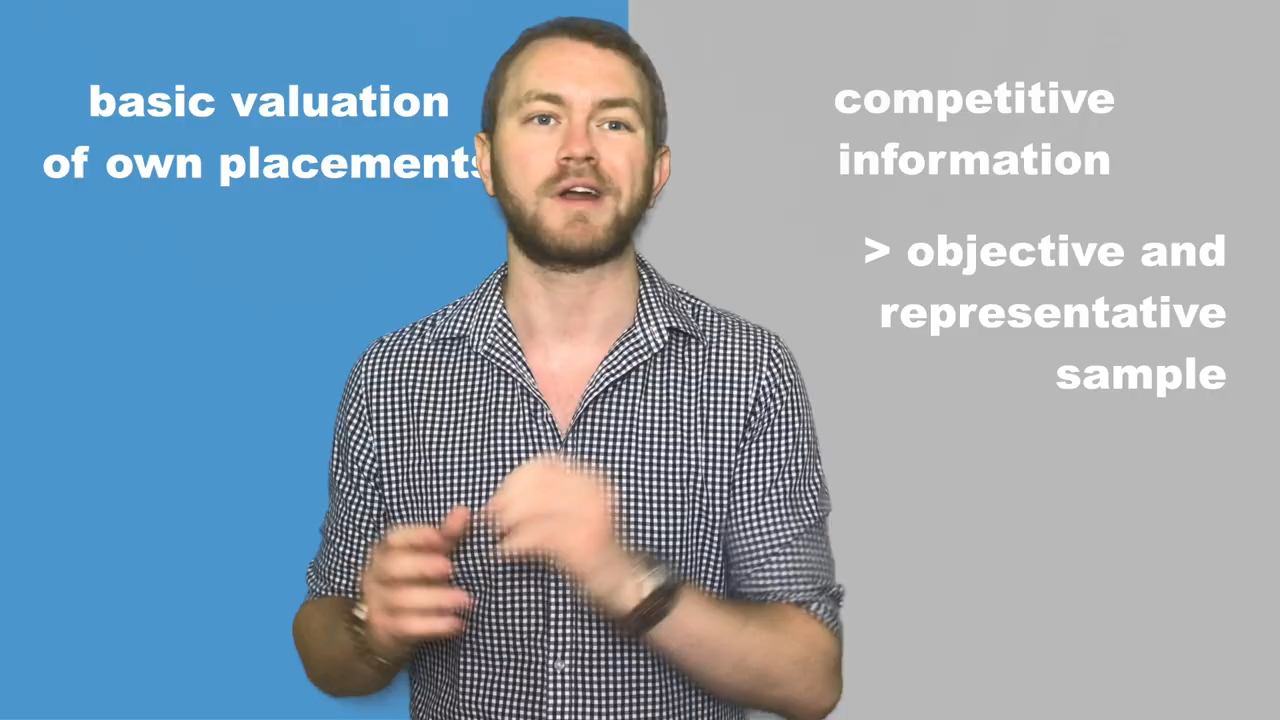 basic valuation
of own placements
competitive
information
> objective and
representative
sample